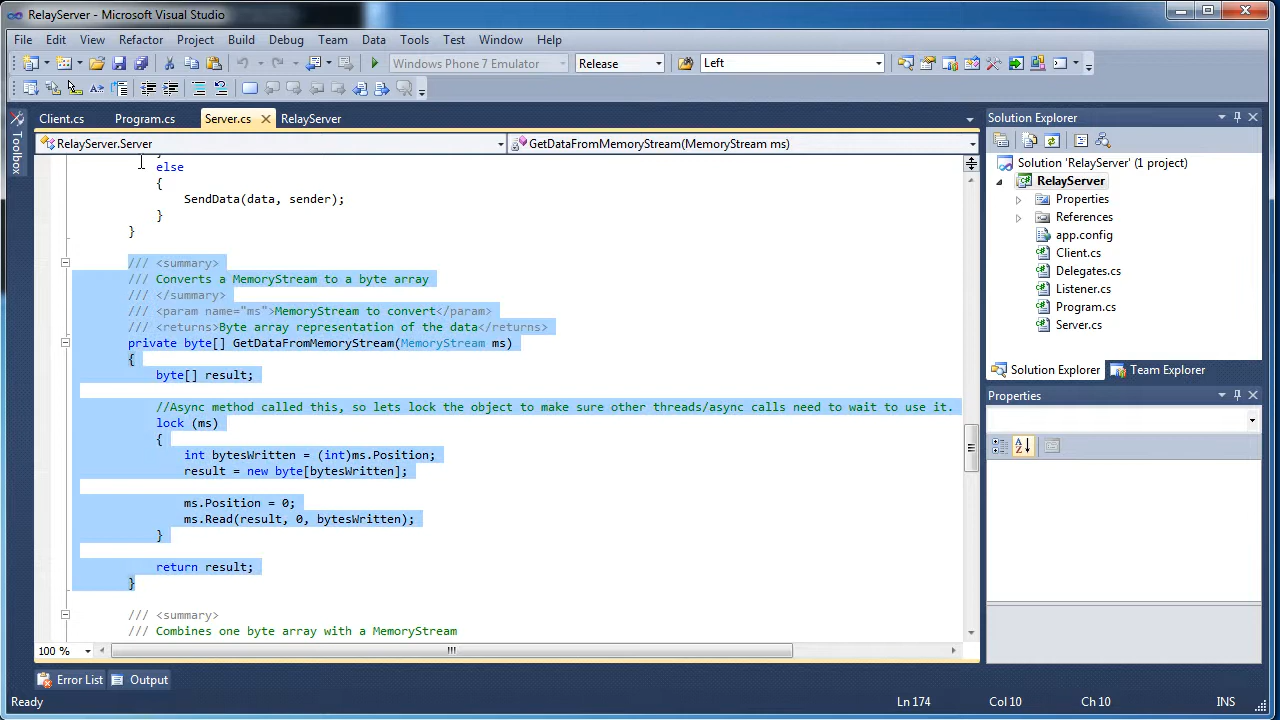 RelayServer - Microsoft Visual Studio
File Edit View Refactor Project Build Debug Team Data Tools Test Window Help
Windows Phone 7 Emulator Release Left
Client.cs Program.cs Server.cs RelayServer
RelayServer.Server GetDataFromMemoryStream(MemoryStream ms)
else
{
SendData(data, sender);
}
}
/// <summary>
/// Converts a MemoryStream to a byte array
/// </summary>
/// <param name="ms">MemoryStream to convert</param>
/// <returns>Byte array representation of the data</returns>
private byte[] GetDataFromMemoryStream(MemoryStream ms)
{
byte[] result;
//Async method called this, so lets lock the object to make sure other threads/async calls need to wait to use it.
lock (ms)
{
int bytesWritten = (int)ms.Position;
result = new byte[bytesWritten];
ms.Position = 0;
ms.Read(result, 0, bytesWritten);
}
return result;
}
/// <summary>
/// Combines one byte array with a MemoryStream
100 %
Toolbox
Solution Explorer
Solution 'RelayServer' (1 project)
RelayServer
Properties
References
app.config
Client.cs
Delegates.cs
Listener.cs
Program.cs
Server.cs
Solution Explorer Team Explorer
Properties
Error List Output
Ready Ln 174 Col 10 Ch 10 INS